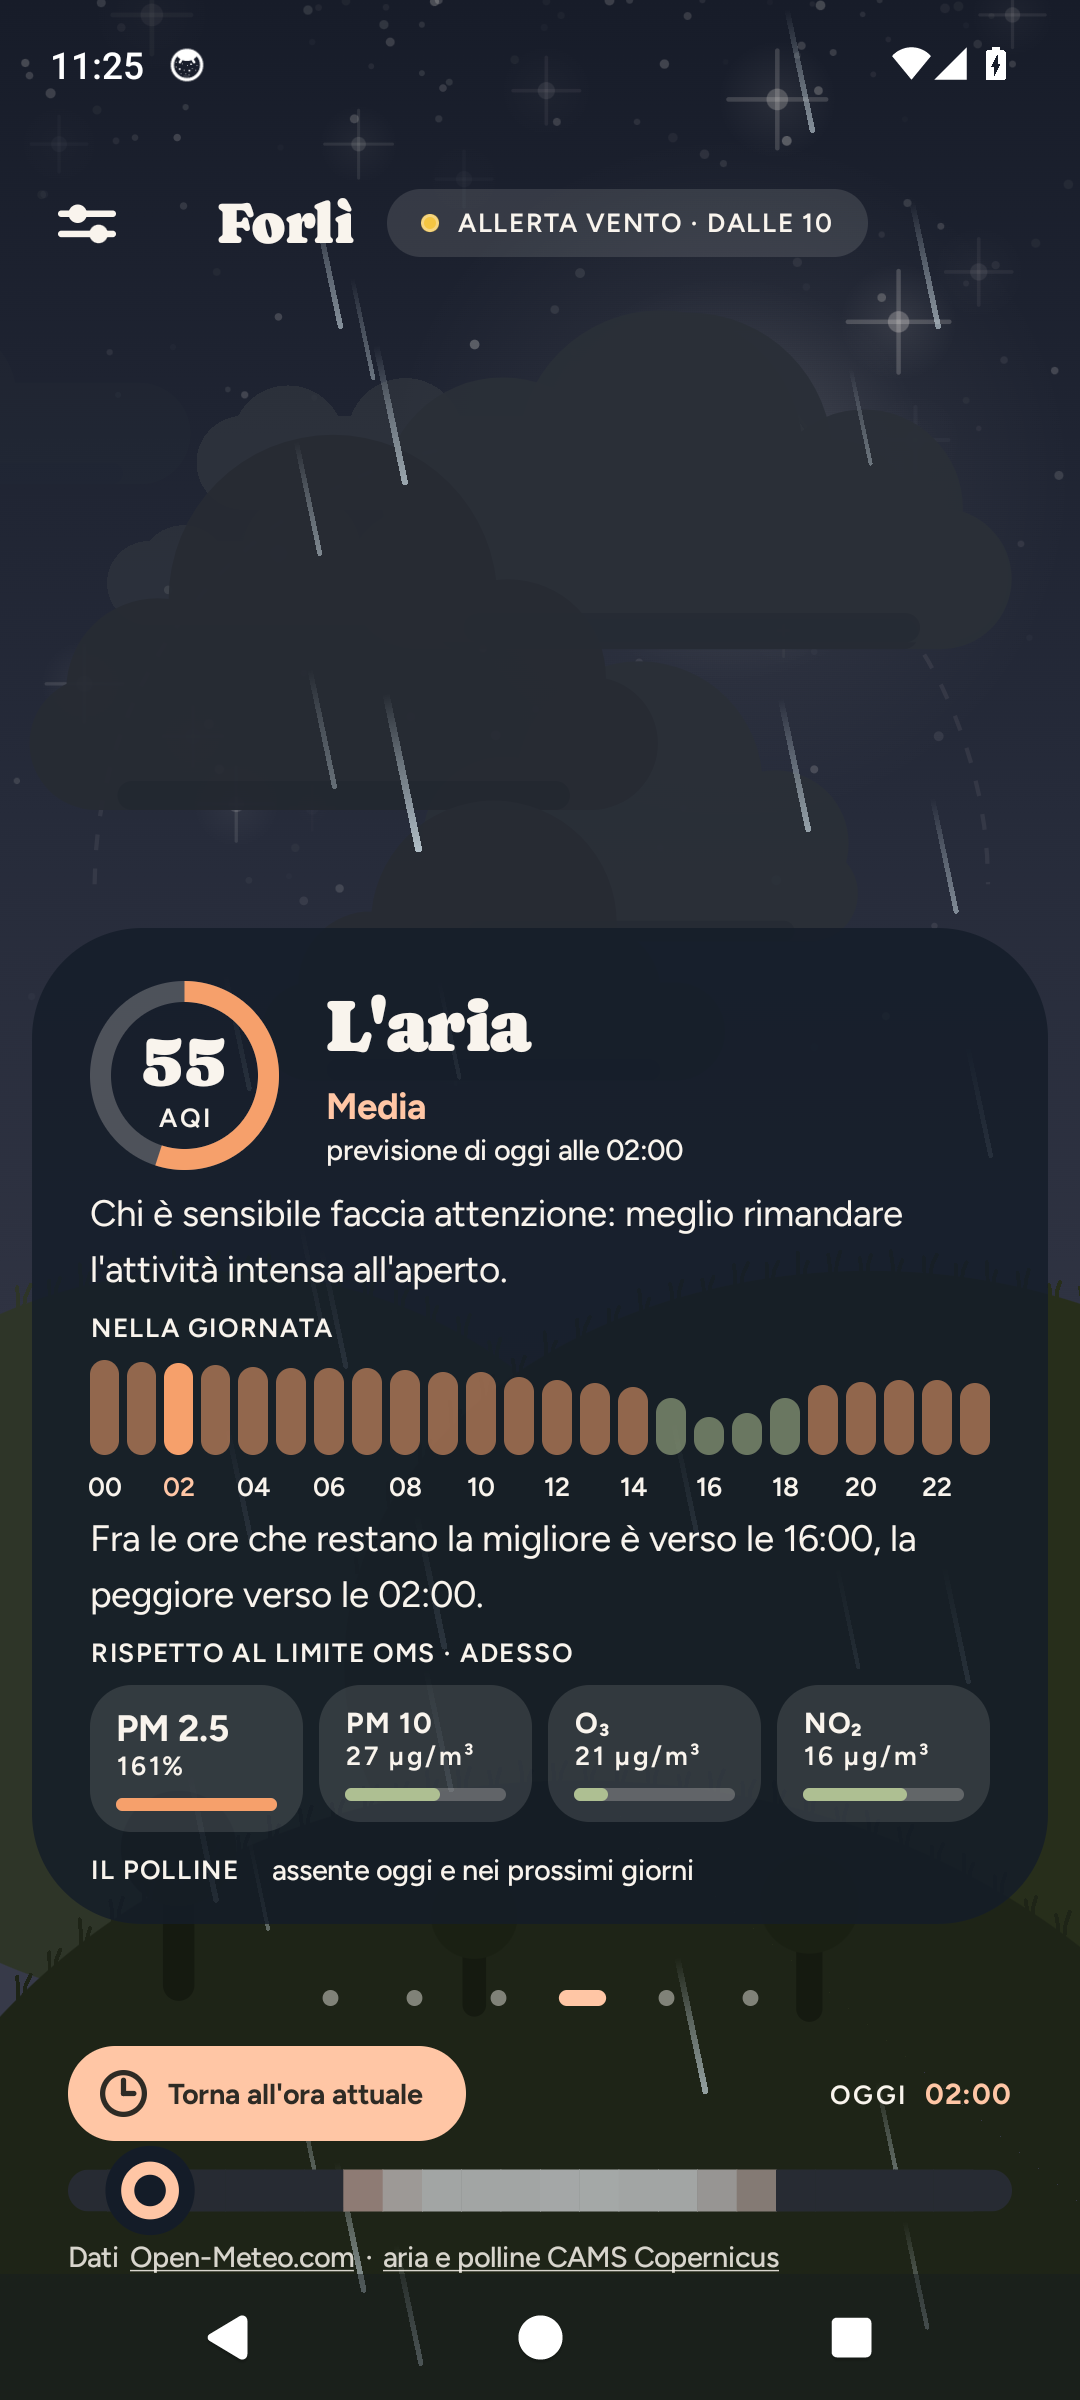 11:25
Forlì
ALLERTA VENTO · DALLE 10
55
AQI
L'aria
Media
previsione di oggi alle 02:00
Chi è sensibile faccia attenzione: meglio rimandare
l'attività intensa all'aperto.
NELLA GIORNATA
00 02 04 06 08 10 12 14 16 18 20 22
Fra le ore che restano la migliore è verso le 16:00, la
peggiore verso le 02:00.
RISPETTO AL LIMITE OMS · ADESSO
PM 2.5
161%
PM 10
27 µg/m³
O₃
21 µg/m³
NO₂
16 µg/m³
IL POLLINE assente oggi e nei prossimi giorni
Torna all'ora attuale
OGGI 02:00
Dati Open-Meteo.com · aria e polline CAMS Copernicus